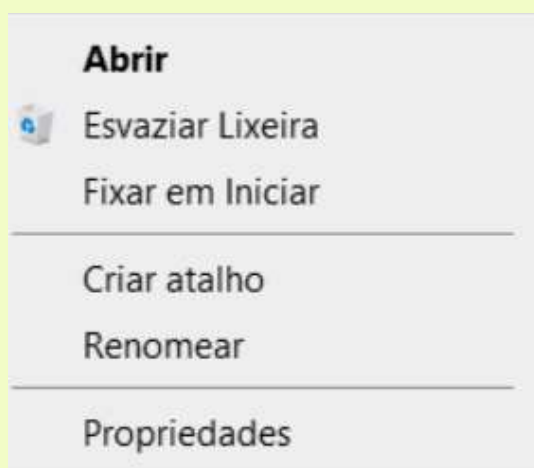 Abrir
Esvaziar Lixeira
Fixar em Iniciar
Criar atalho
Renomear
Propriedades